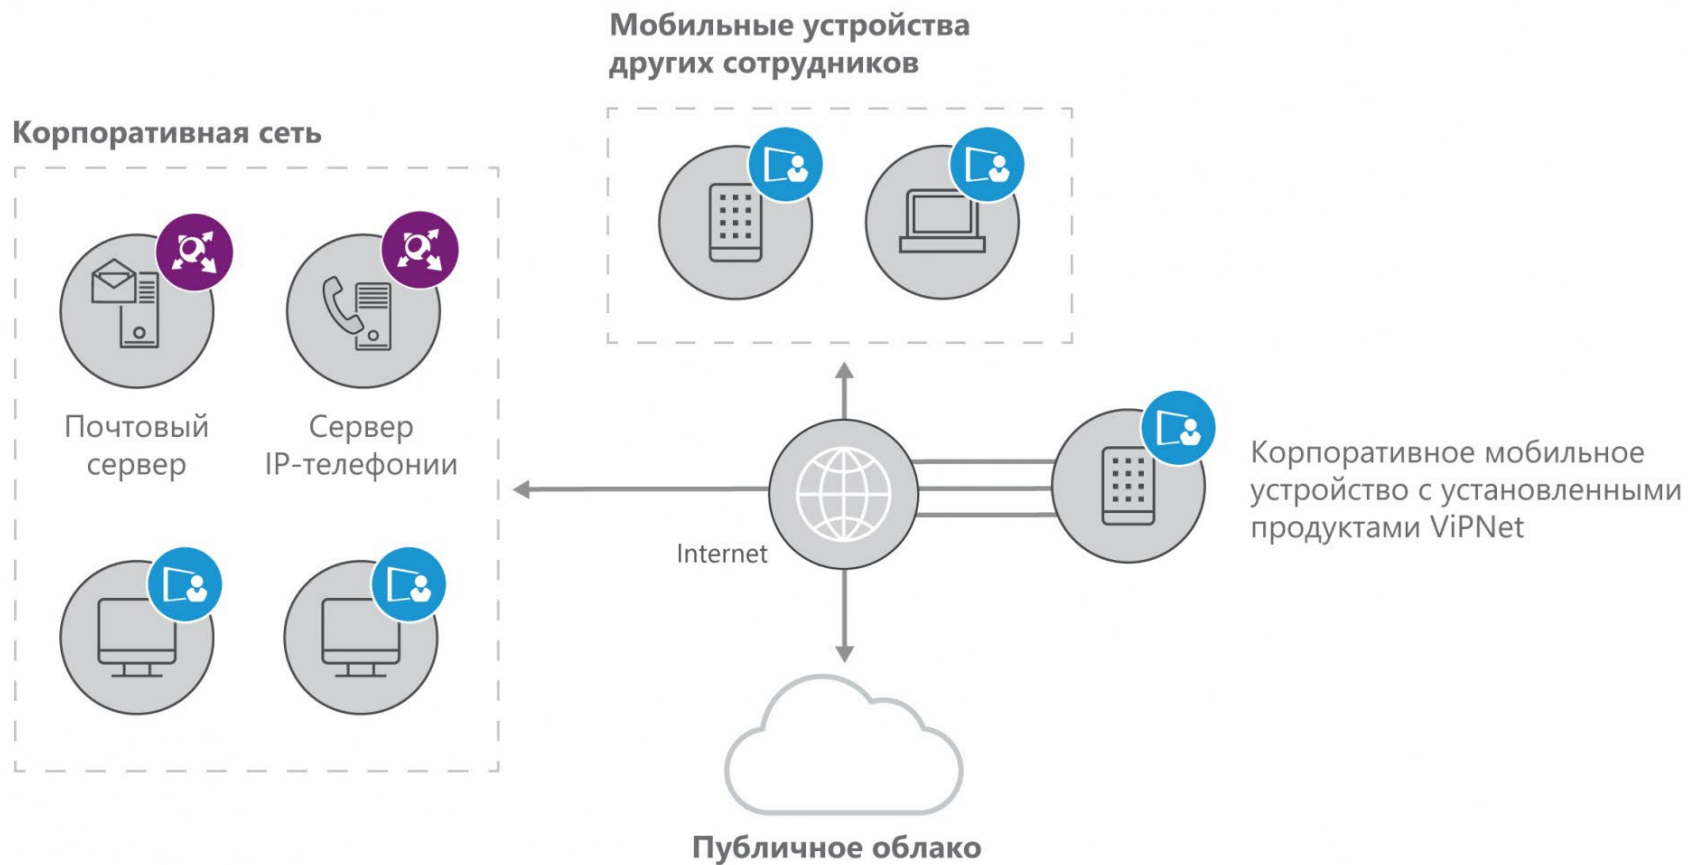 Мобильные устройства
других сотрудников
Корпоративная сеть
Почтовый
сервер
Сервер
IP-телефонии
Internet
Корпоративное мобильное
устройство с установленными
продуктами ViPNet
Публичное облако